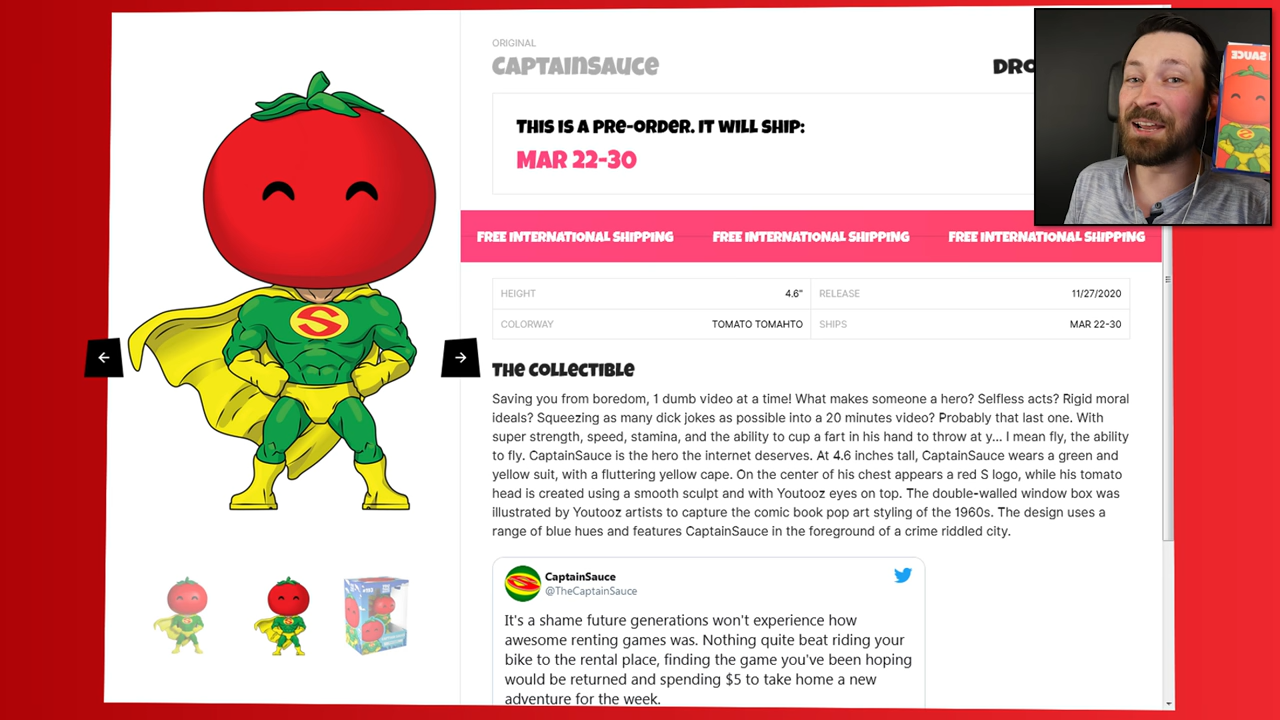 ORIGINAL
CAPTAINSAUCE
THIS IS A PRE-ORDER. IT WILL SHIP:
MAR 22-30
FREE INTERNATIONAL SHIPPING FREE INTERNATIONAL SHIPPING FREE INTERNATIONAL SHIPPING
HEIGHT 4.6" RELEASE 11/27/2020
COLORWAY TOMATO TOMAHTO SHIPS MAR 22-30
THE COLLECTIBLE
Saving you from boredom, 1 dumb video at a time! What makes someone a hero? Selfless acts? Rigid moral
ideals? Squeezing as many dick jokes as possible into a 20 minutes video? Probably that last one. With
super strength, speed, stamina, and the ability to cup a fart in his hand to throw at y... I mean fly, the ability
to fly. CaptainSauce is the hero the internet deserves. At 4.6 inches tall, CaptainSauce wears a green and
yellow suit, with a fluttering yellow cape. On the center of his chest appears a red S logo, while his tomato
head is created using a smooth sculpt and with Youtooz eyes on top. The double-walled window box was
illustrated by Youtooz artists to capture the comic book pop art styling of the 1960s. The design uses a
range of blue hues and features CaptainSauce in the foreground of a crime riddled city.
CaptainSauce
@TheCaptainSauce
It's a shame future generations won't experience how
awesome renting games was. Nothing quite beat riding your
bike to the rental place, finding the game you've been hoping
would be returned and spending $5 to take home a new
adventure for the week.
DRO
S
SAUCE